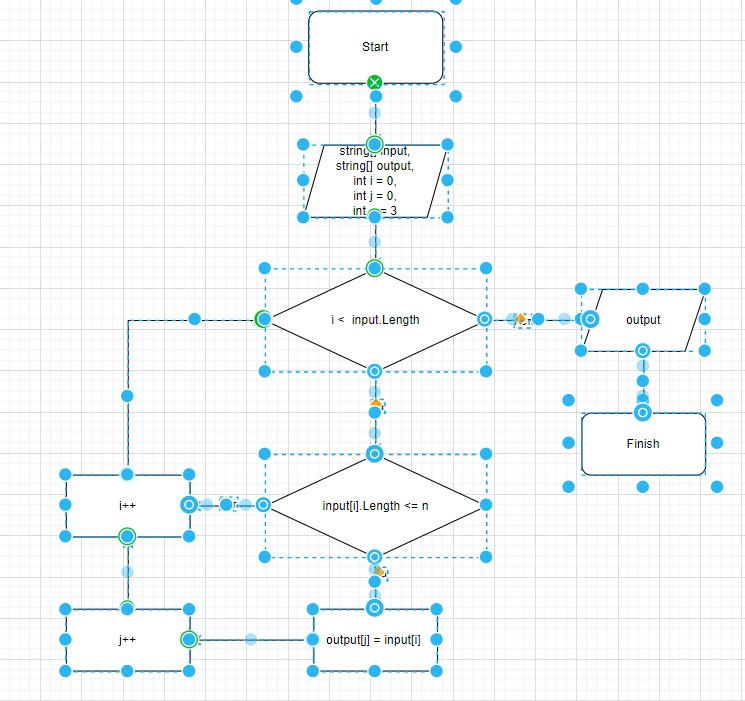 Start
string[] input,
string[] output,
int i = 0,
int j = 0,
int = 3
i < input.Length
output
Finish
input[i].Length <= n
i++
j++
output[j] = input[i]